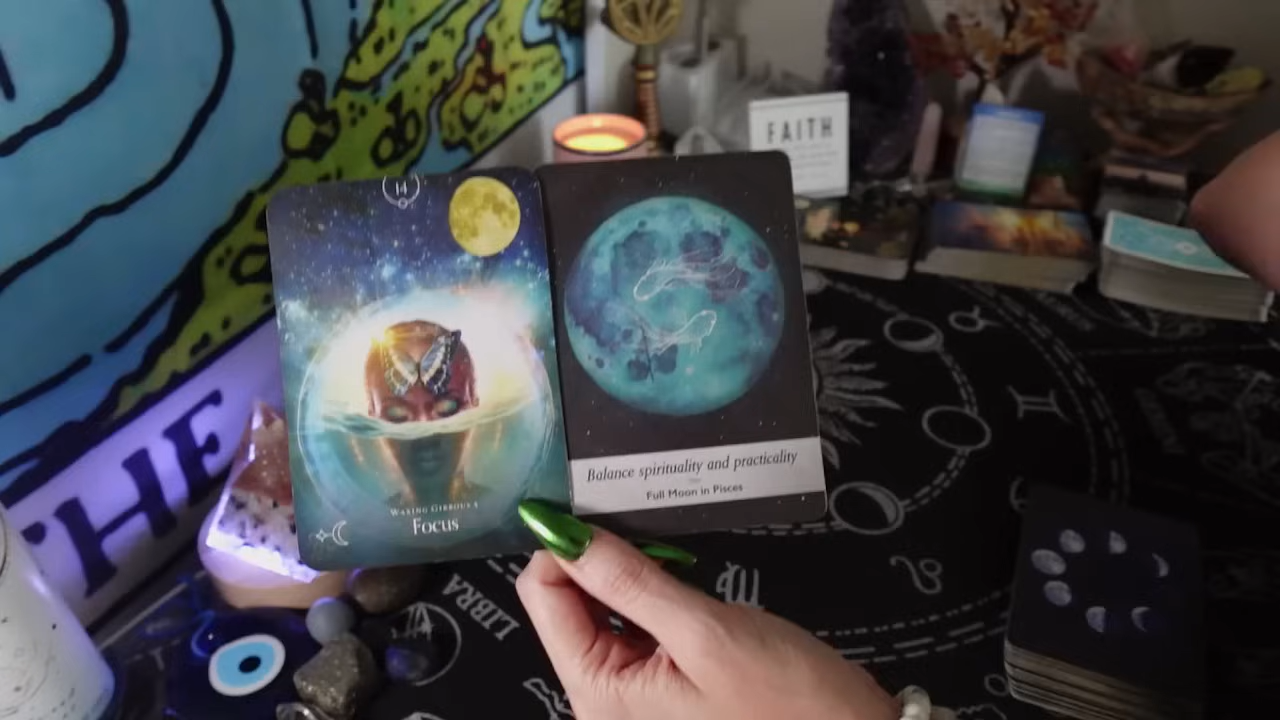 FAITH
14
WAXING GIBBOUS
Focus
Balance spirituality and practicality
Full Moon in Pisces
THE
LIBRA